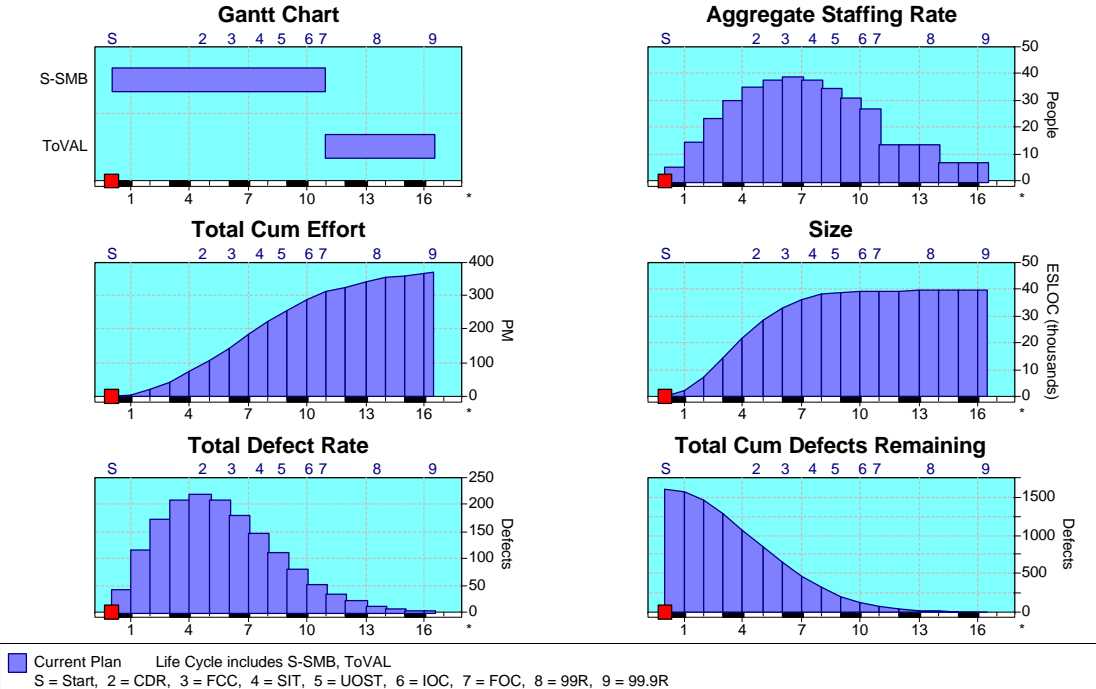 Gantt Chart
S 2 3 4 5 6 7 8 9
S-SMB
ToVAL
1 4 7 10 13 16 *
Aggregate Staffing Rate
S 2 3 4 5 6 7 8 9
50
40
30
20
10
0
People
1 4 7 10 13 16 *
Total Cum Effort
S 2 3 4 5 6 7 8 9
400
300
200
100
0
PM
1 4 7 10 13 16 *
Size
S 2 3 4 5 6 7 8 9
50
40
30
20
10
0
ESLOC (thousands)
1 4 7 10 13 16 *
Total Defect Rate
S 2 3 4 5 6 7 8 9
250
200
150
100
50
0
Defects
1 4 7 10 13 16 *
Total Cum Defects Remaining
S 2 3 4 5 6 7 8 9
1500
1000
500
0
Defects
1 4 7 10 13 16 *
Current Plan Life Cycle includes S-SMB, ToVAL
S = Start, 2 = CDR, 3 = FCC, 4 = SIT, 5 = UOST, 6 = IOC, 7 = FOC, 8 = 99R, 9 = 99.9R